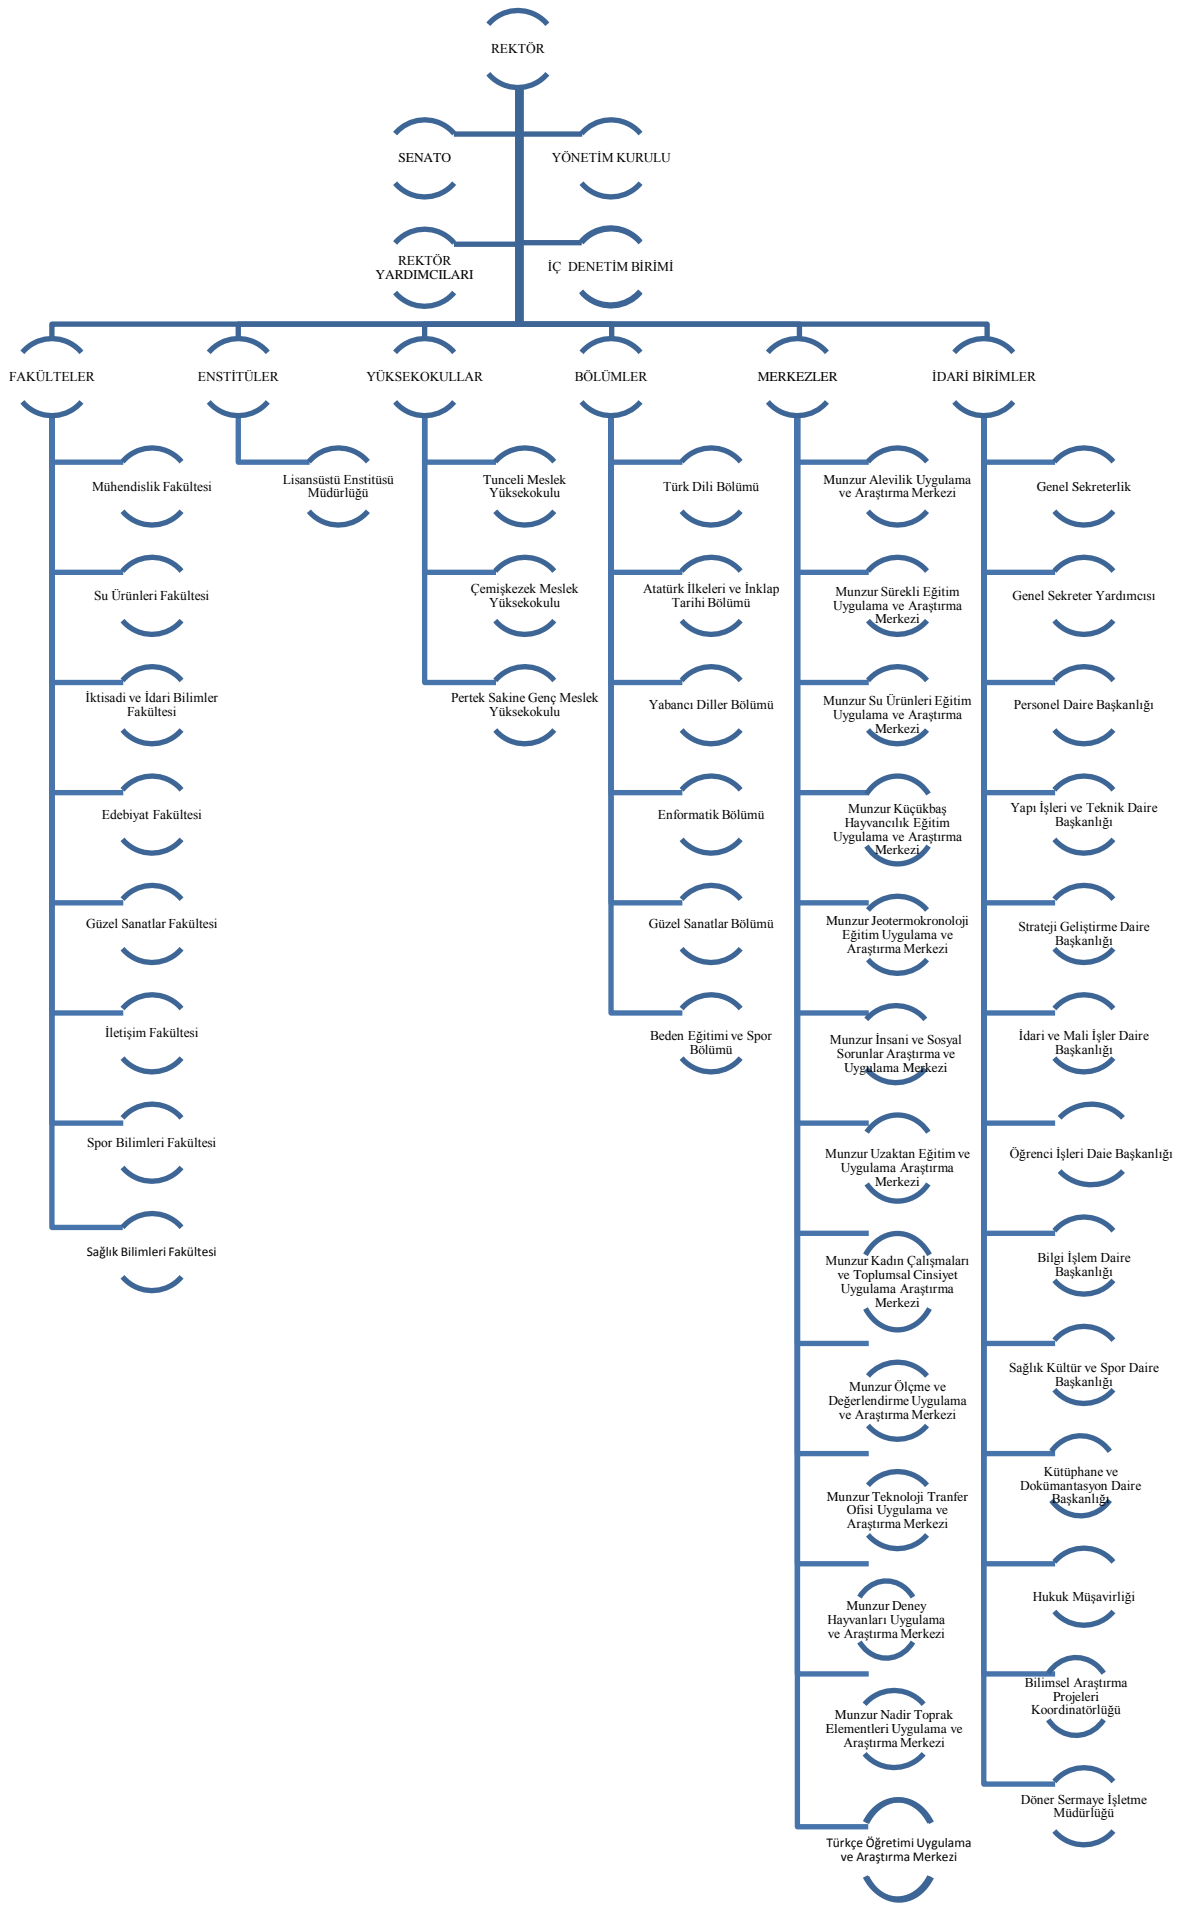 REKTÖR
SENATO
YÖNETİM KURULU
REKTÖR
YARDIMCILARI
İÇ DENETİM BİRİMİ
FAKÜLTELER
ENSTİTÜLER
YÜKSEKOKULLAR
BÖLÜMLER
MERKEZLER
İDARİ BİRİMLER
Mühendislik Fakültesi
Su Ürünleri Fakültesi
İktisadi ve İdari Bilimler
Fakültesi
Edebiyat Fakültesi
Güzel Sanatlar Fakültesi
İletişim Fakültesi
Spor Bilimleri Fakültesi
Sağlık Bilimleri Fakültesi
Lisansüstü Enstitüsü
Müdürlüğü
Tunceli Meslek
Yüksekokulu
Çemişkezek Meslek
Yüksekokulu
Pertek Sakine Genç Meslek
Yüksekokulu
Türk Dili Bölümü
Atatürk İlkeleri ve İnklap
Tarihi Bölümü
Yabancı Diller Bölümü
Enformatik Bölümü
Güzel Sanatlar Bölümü
Beden Eğitimi ve Spor
Bölümü
Munzur Alevilik Uygulama
ve Araştırma Merkezi
Munzur Sürekli Eğitim
Uygulama ve Araştırma
Merkezi
Munzur Su Ürünleri Eğitim
Uygulama ve Araştırma
Merkezi
Munzur Küçükbaş
Hayvancılık Eğitim
Uygulama ve Araştırma
Merkezi
Munzur Jeotermokronoloji
Eğitim Uygulama ve
Araştırma Merkezi
Munzur İnsani ve Sosyal
Sorunlar Araştırma ve
Uygulama Merkezi
Munzur Uzaktan Eğitim ve
Uygulama Araştırma
Merkezi
Munzur Kadın Çalışmaları
ve Toplumsal Cinsiyet
Uygulama Araştırma
Merkezi
Munzur Ölçme ve
Değerlendirme Uygulama
ve Araştırma Merkezi
Munzur Teknoloji Tranfer
Ofisi Uygulama ve
Araştırma Merkezi
Munzur Deney
Hayvanları Uygulama
ve Araştırma Merkezi
Munzur Nadir Toprak
Elementleri Uygulama ve
Araştırma Merkezi
Türkçe Öğretimi Uygulama
ve Araştırma Merkezi
Genel Sekreterlik
Genel Sekreter Yardımcısı
Personel Daire Başkanlığı
Yapı İşleri ve Teknik Daire
Başkanlığı
Strateji Geliştirme Daire
Başkanlığı
İdari ve Mali İşler Daire
Başkanlığı
Öğrenci İşleri Daie Başkanlığı
Bilgi İşlem Daire
Başkanlığı
Sağlık Kültür ve Spor Daire
Başkanlığı
Kütüphane ve
Dokümantasyon Daire
Başkanlığı
Hukuk Müşavirliği
Bilimsel Araştırma
Projeleri
Koordinatörlüğü
Döner Sermaye İşletme
Müdürlüğü